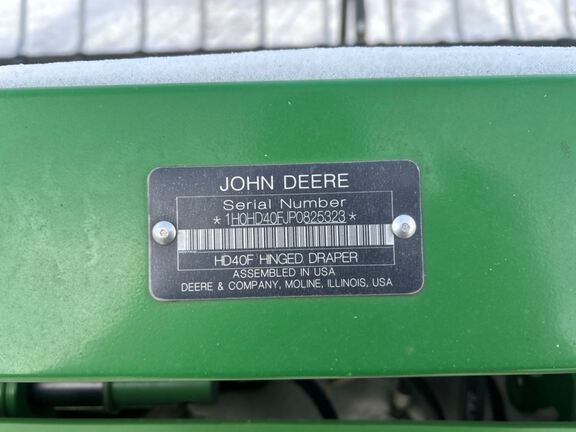 JOHN DEERE
Serial Number
*1H0HD40FJP0825323*
HD40F HINGED DRAPER
ASSEMBLED IN USA
DEERE & COMPANY, MOLINE, ILLINOIS, USA